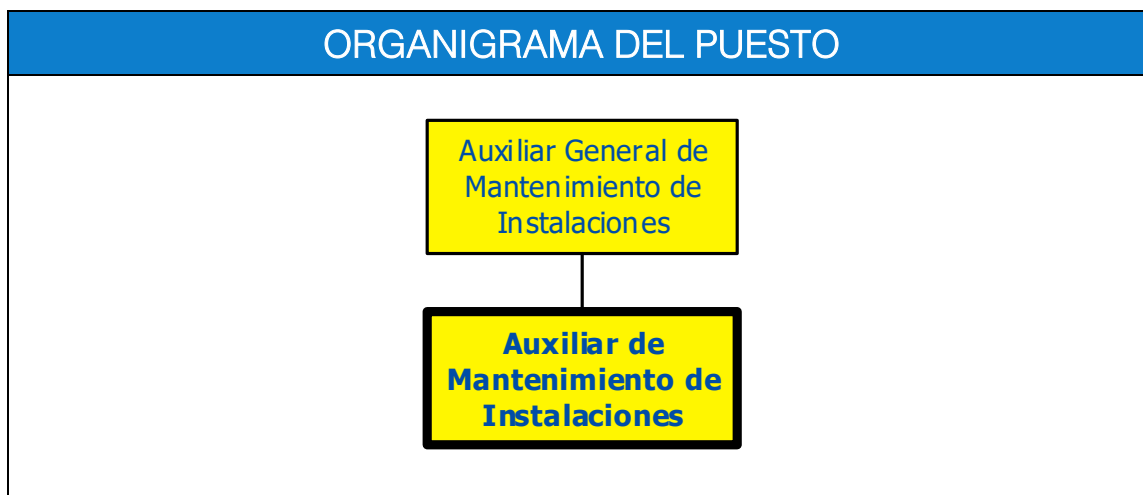 ORGANIGRAMA DEL PUESTO
Auxiliar General de
Mantenimiento de
Instalaciones
Auxiliar de
Mantenimiento de
Instalaciones